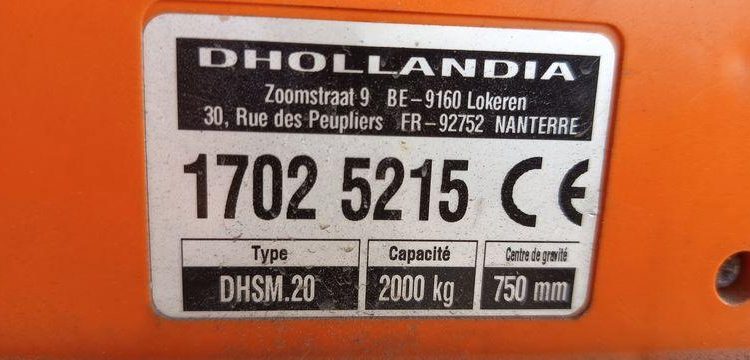 DHOLLANDIA
Zoomstraat 9 BE-9160 Lokeren
30, Rue des Peupliers FR-92752 NANTERRE
1702 5215 CE
Type Capacité Centre de gravité
DHSM.20 2000 kg 750 mm